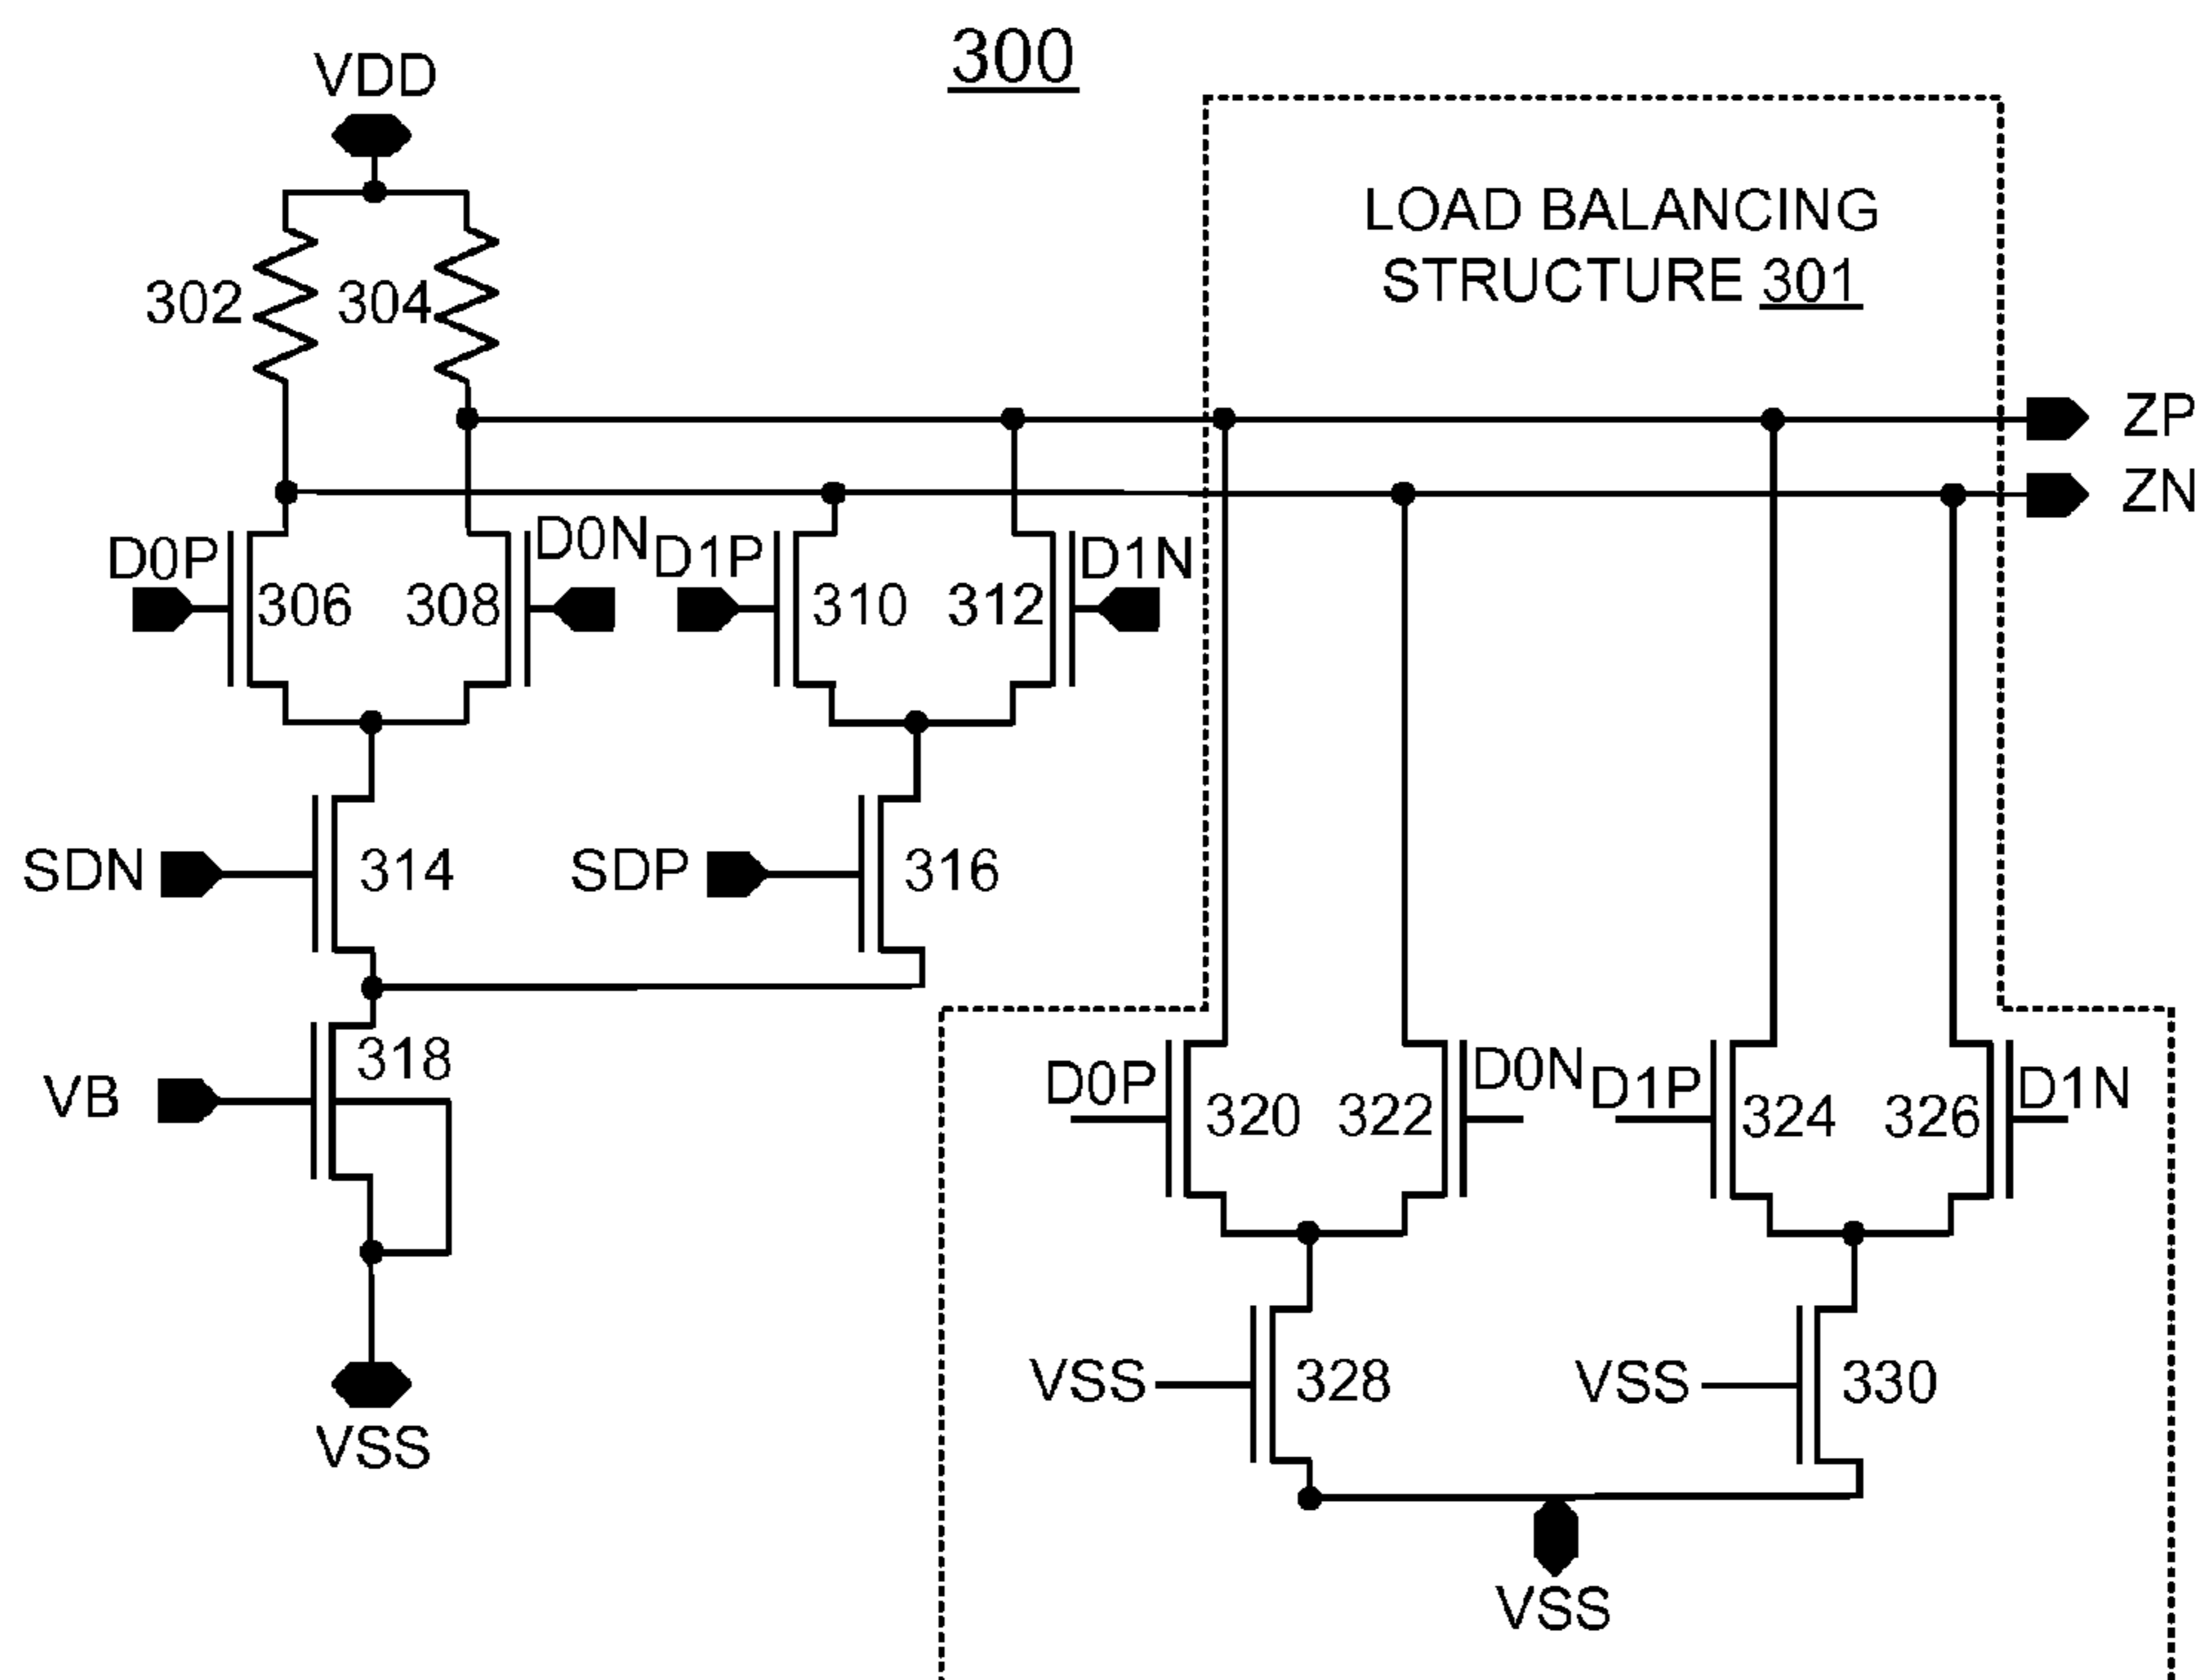 300
VDD
LOAD BALANCING
STRUCTURE 301
302
304
ZP
ZN
D0P
306
308
D0N
D1P
310
312
D1N
SDN
314
SDP
316
318
VB
VSS
D0P
320
322
D0N
D1P
324
326
D1N
VSS
328
VSS
330
VSS